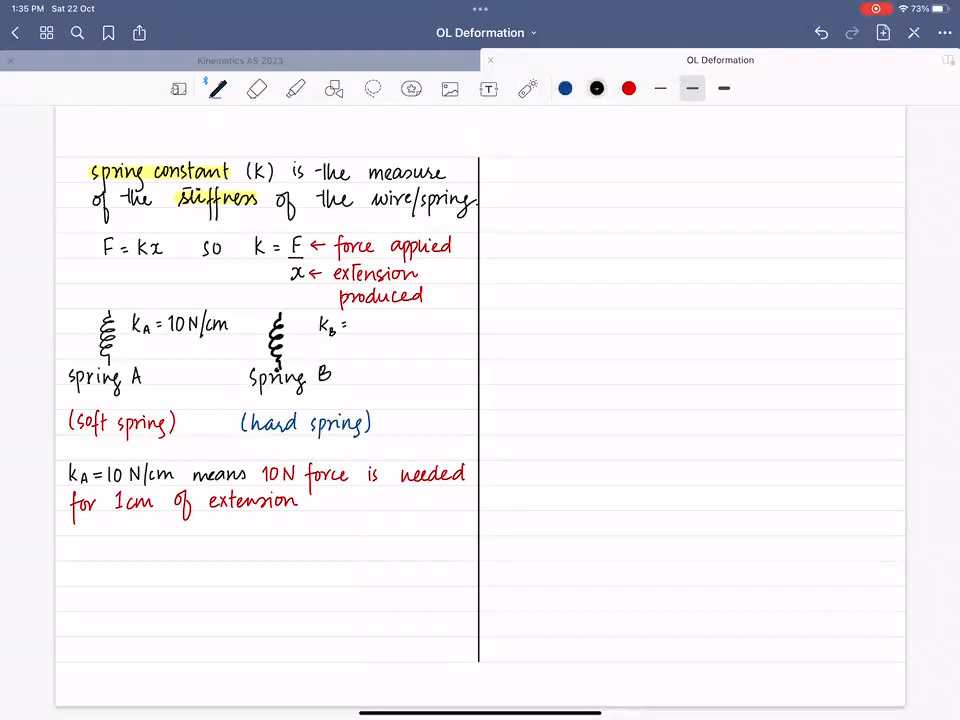 1:35 PM Sat 22 Oct
73%
OL Deformation
Kinematics AS 2023
OL Deformation
T
spring constant (K) is the measure
of the stiffness of the wire/spring.
F = Kx so K = F ← force applied
x ← extension
produced
kA = 10 N/cm kB =
spring A spring B
(soft spring) (hard spring)
kA = 10 N/cm means 10N force is needed
for 1cm of extension